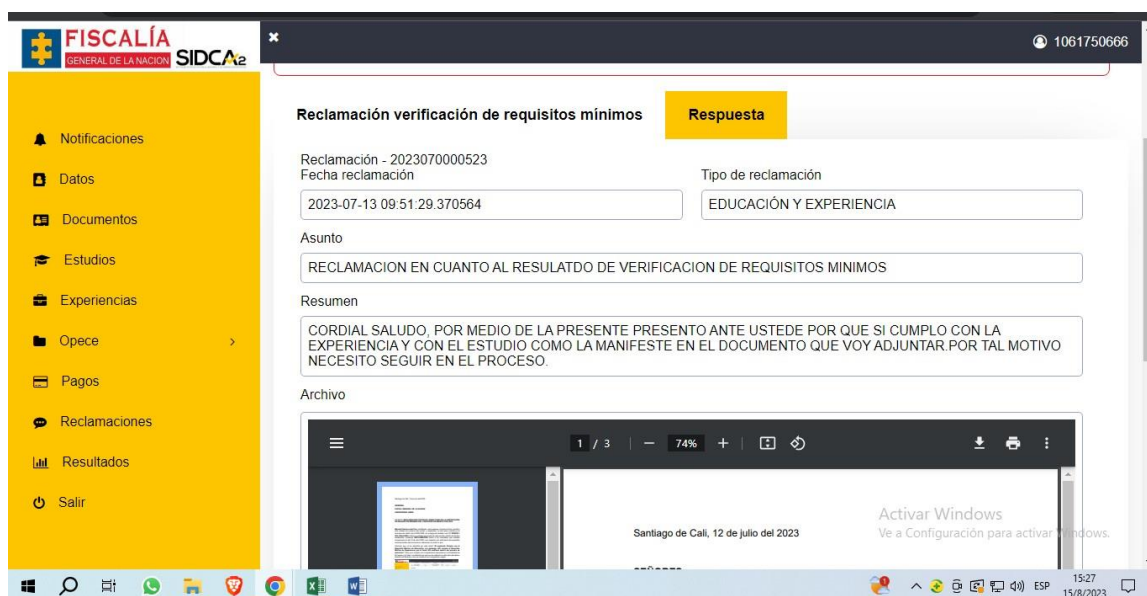 FISCALÍA
GENERAL DE LA NACION
SIDCA2
1061750666
Notificaciones
Datos
Documentos
Estudios
Experiencias
Opece
Pagos
Reclamaciones
Resultados
Salir
Reclamación verificación de requisitos mínimos
Respuesta
Reclamación - 2023070000523
Fecha reclamación
Tipo de reclamación
2023-07-13 09:51:29.370564
EDUCACIÓN Y EXPERIENCIA
Asunto
RECLAMACION EN CUANTO AL RESULATDO DE VERIFICACION DE REQUISITOS MINIMOS
Resumen
CORDIAL SALUDO, POR MEDIO DE LA PRESENTE PRESENTO ANTE USTEDE POR QUE SI CUMPLO CON LA
EXPERIENCIA Y CON EL ESTUDIO COMO LA MANIFESTE EN EL DOCUMENTO QUE VOY ADJUNTAR.POR TAL MOTIVO
NECESITO SEGUIR EN EL PROCESO.
Archivo
1 / 3
74%
Santiago de Cali, 12 de julio del 2023
Activar Windows
Ve a Configuración para activar Windows.
ESP
15:27
15/8/2023